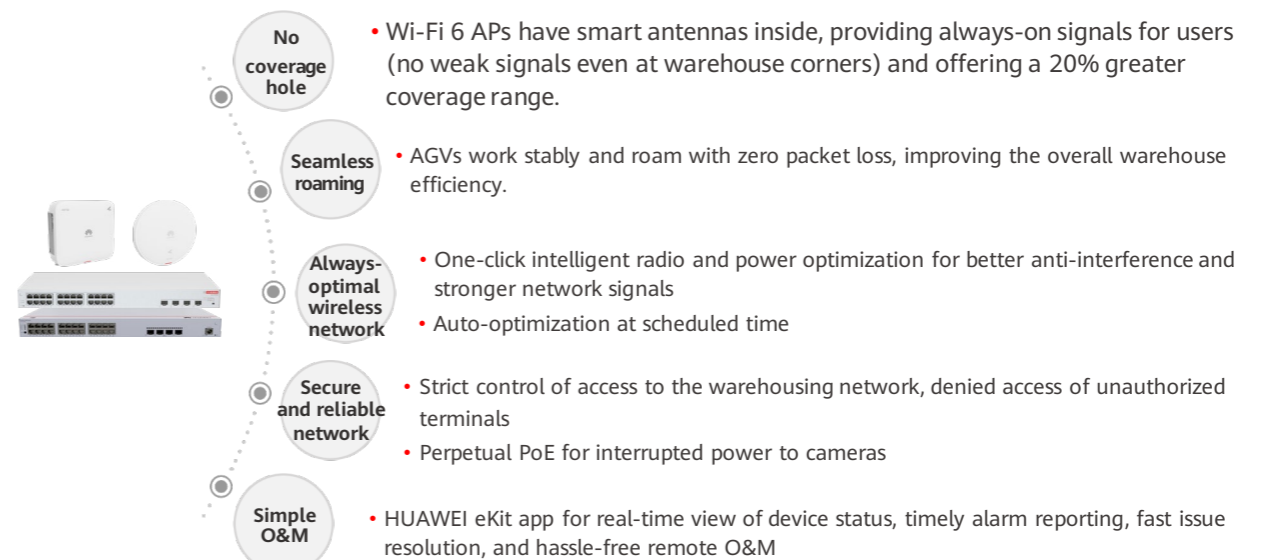 No
coverage
hole
• Wi-Fi 6 APs have smart antennas inside, providing always-on signals for users
(no weak signals even at warehouse corners) and offering a 20% greater
coverage range.
Seamless
roaming
• AGVs work stably and roam with zero packet loss, improving the overall warehouse
efficiency.
Always-
optimal
wireless
network
• One-click intelligent radio and power optimization for better anti-interference and
stronger network signals
• Auto-optimization at scheduled time
Secure
and reliable
network
• Strict control of access to the warehousing network, denied access of unauthorized
terminals
• Perpetual PoE for interrupted power to cameras
Simple
O&M
• HUAWEI eKit app for real-time view of device status, timely alarm reporting, fast issue
resolution, and hassle-free remote O&M